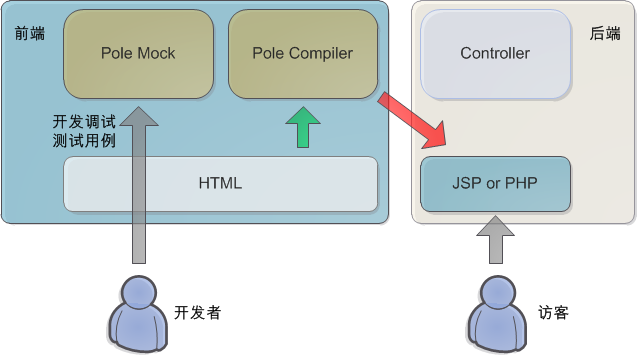 前端
Pole Mock
Pole Compiler
Controller
后端
开发调试
测试用例
HTML
JSP or PHP
开发者
访客